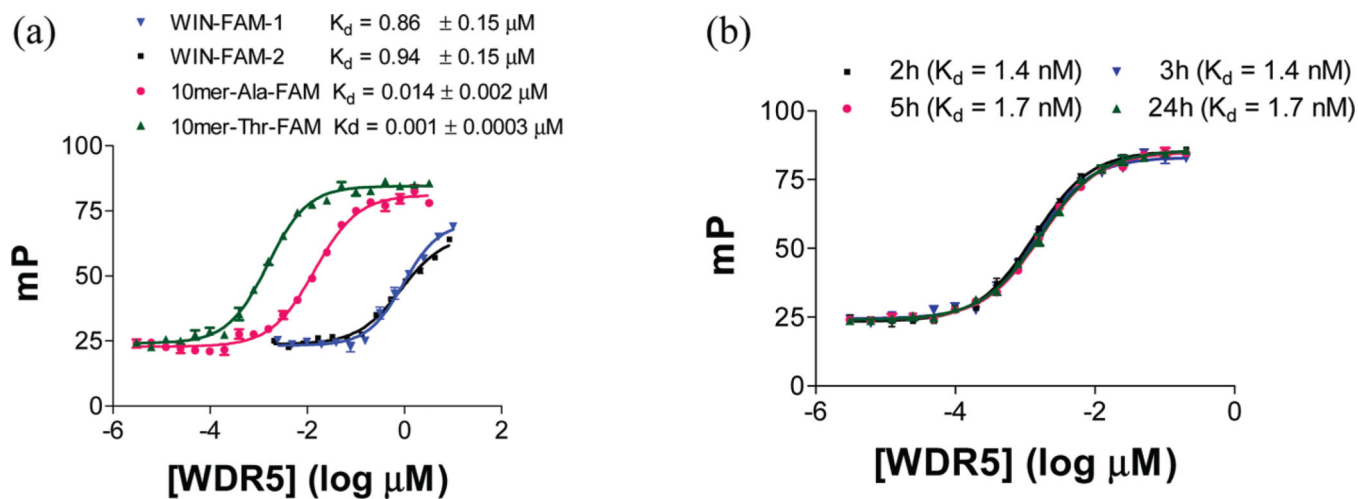 (a)
WIN-FAM-1 Kd = 0.86 ± 0.15 μM
WIN-FAM-2 Kd = 0.94 ± 0.15 μM
10mer-Ala-FAM Kd = 0.014 ± 0.002 μM
10mer-Thr-FAM Kd = 0.001 ± 0.0003 μM
100
75
50
25
0
mP
-6 -4 -2 0 2
[WDR5] (log μM)
(b)
2h (Kd = 1.4 nM) 3h (Kd = 1.4 nM)
5h (Kd = 1.7 nM) 24h (Kd = 1.7 nM)
100
75
50
25
0
mP
-6 -4 -2 0
[WDR5] (log μM)